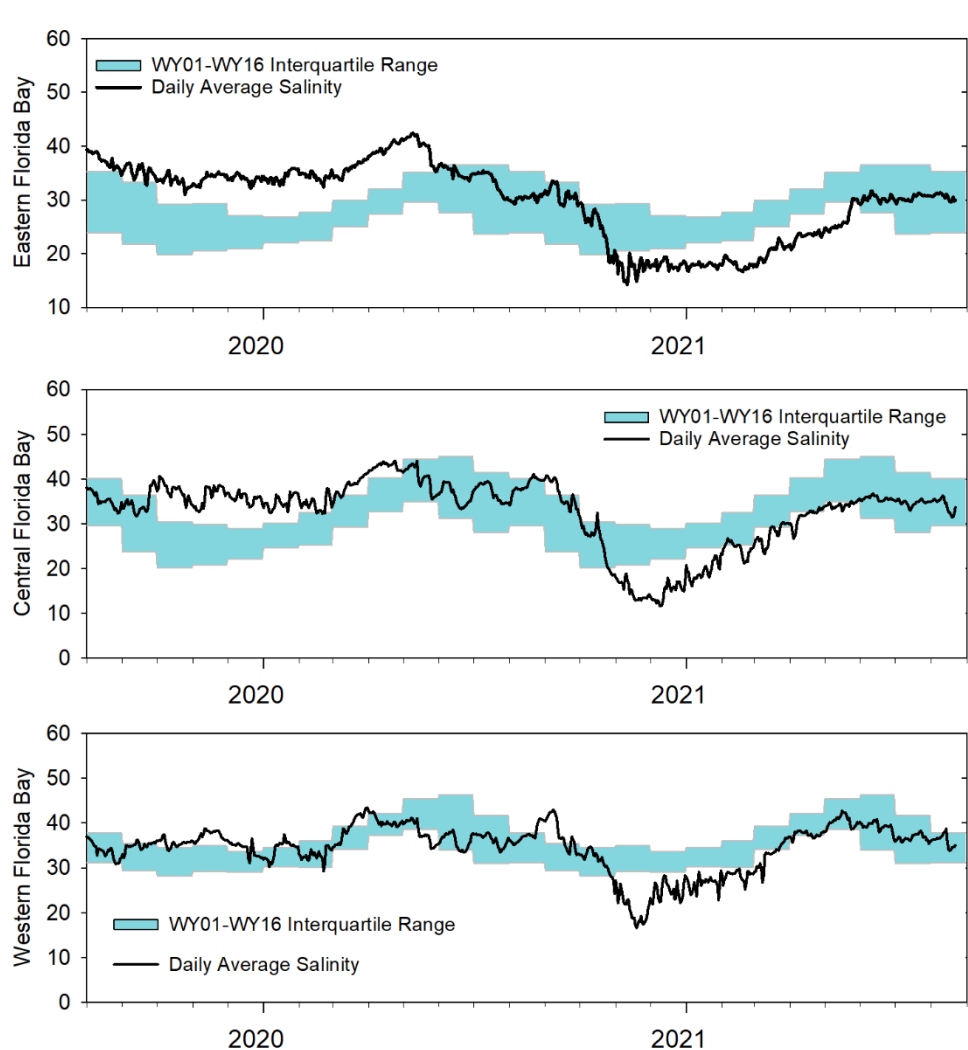 Eastern Florida Bay
60
50
40
30
20
10
WY01-WY16 Interquartile Range
Daily Average Salinity
2020
2021
Central Florida Bay
60
50
40
30
20
10
0
WY01-WY16 Interquartile Range
Daily Average Salinity
2020
2021
Western Florida Bay
60
50
40
30
20
10
0
WY01-WY16 Interquartile Range
Daily Average Salinity
2020
2021